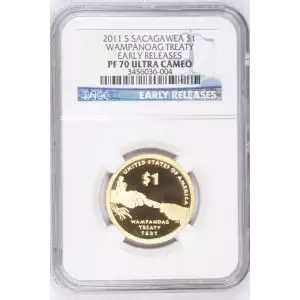 2011 S SACAGAWEA $1
WAMPANOAG TREATY
EARLY RELEASES
PF 70 ULTRA CAMEO
3456036-004
NGC
EARLY RELEASES
UNITED STATES OF AMERICA
$1
WAMPANOAG
TREATY
1621